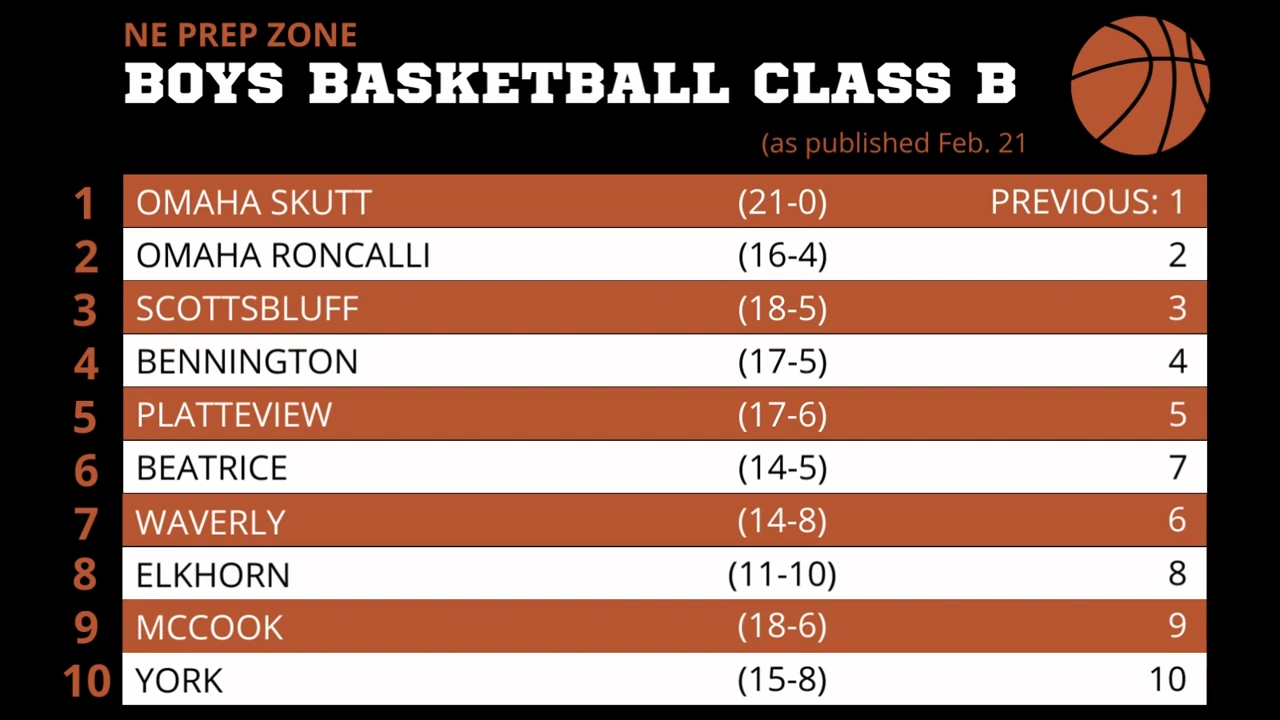 NE PREP ZONE
BOYS BASKETBALL CLASS B
(as published Feb. 21
1 OMAHA SKUTT (21-0) PREVIOUS: 1
2 OMAHA RONCALLI (16-4) 2
3 SCOTTSBLUFF (18-5) 3
4 BENNINGTON (17-5) 4
5 PLATTEVIEW (17-6) 5
6 BEATRICE (14-5) 7
7 WAVERLY (14-8) 6
8 ELKHORN (11-10) 8
9 MCCOOK (18-6) 9
10 YORK (15-8) 10